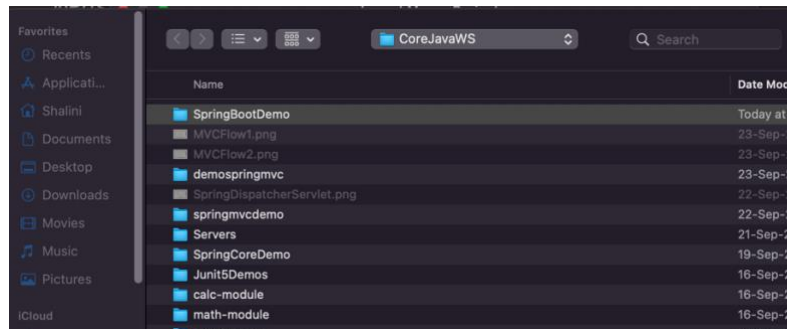 Favorites
Recents
Applicati...
Shalini
Documents
Desktop
Downloads
Movies
Music
Pictures
iCloud
CoreJavaWS
Search
Name
Date Mod
SpringBootDemo
Today at
MVCFlow1.png
23-Sep-
MVCFlow2.png
23-Sep-
demospringmvc
23-Sep-
SpringDispatcherServlet.png
22-Sep-
springmvcdemo
22-Sep-
Servers
21-Sep-
SpringCoreDemo
19-Sep-
Junit5Demos
16-Sep-
calc-module
16-Sep-
math-module
16-Sep-